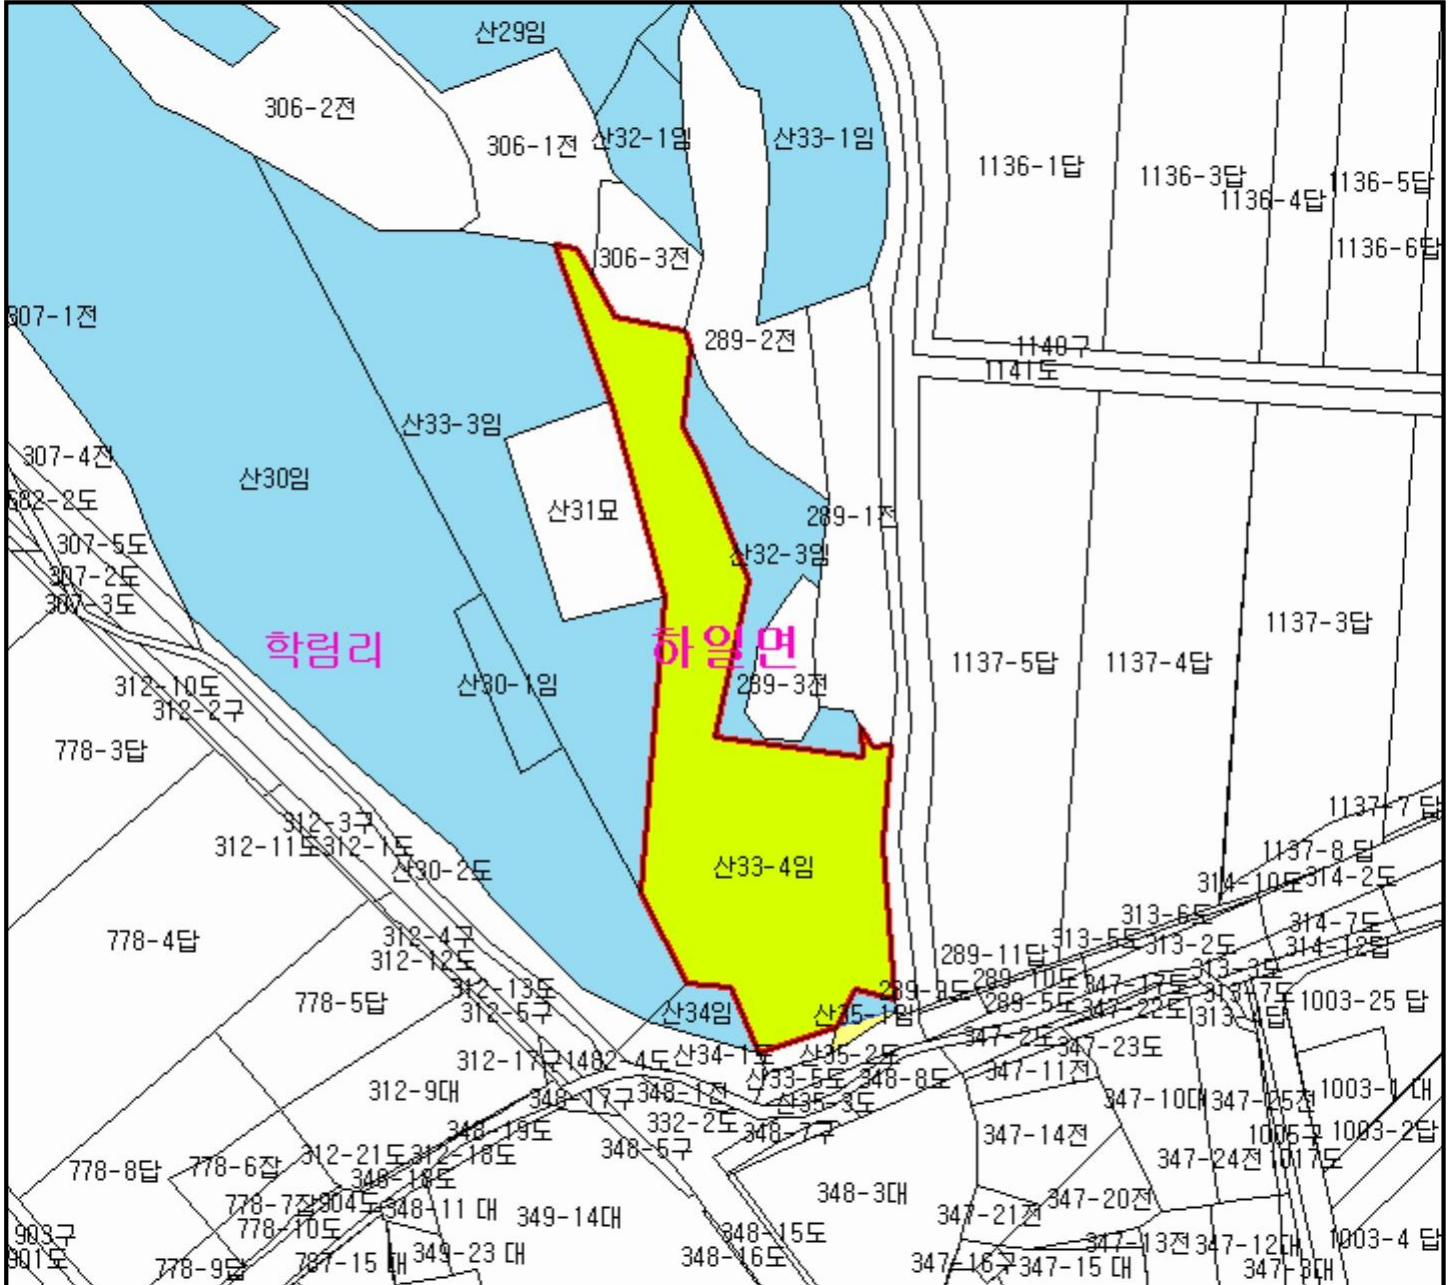 산29임
306-2전
306-1전
산32-1임
산33-1임
1136-1답
1136-3답
1136-4답
1136-5답
1136-6답
306-3전
307-1전
289-2전
1140구
1141도
산33-3임
307-4전
산30임
682-2도
산31묘
289-1전
307-5도
산32-3임
307-2도
307-3도
1137-3답
학림리
하일면
1137-5답
1137-4답
312-10도
산30-1임
289-3전
312-2구
778-3답
1137-7 답
312-3구
312-11도
312-1도
1137-8 답
산30-2도
산33-4임
314-10도
314-2도
313-6도
314-7도
778-4답
312-4구
313-5도
313-2도
314-12답
289-11답
312-12도
313-3도
289-10도
347-17도
778-5답
312-13도
289-5도
347-22도
1003-25 답
312-5구
산34임
산35-1임
347-2도
347-23도
312-17구
1482-4도
산34-1도
산35-2도
산33-5도
348-8도
347-11전
312-9대
348-17구
348-1전
산35-3도
347-10대
347-25전
1003-1 대
332-2도
348-19도
348-7구
347-14전
1005구
1003-2답
348-5구
312-21도
312-18도
347-24전
1017도
778-8답
778-6잡
348-18도
348-3대
347-20전
778-7잡
904도
348-11 대
349-14대
347-21전
903구
778-10도
348-15도
347-13전
347-12대
1003-4 답
901도
778-9답
787-15 대
349-23 대
348-16도
347-16구
347-15 대
347-3대